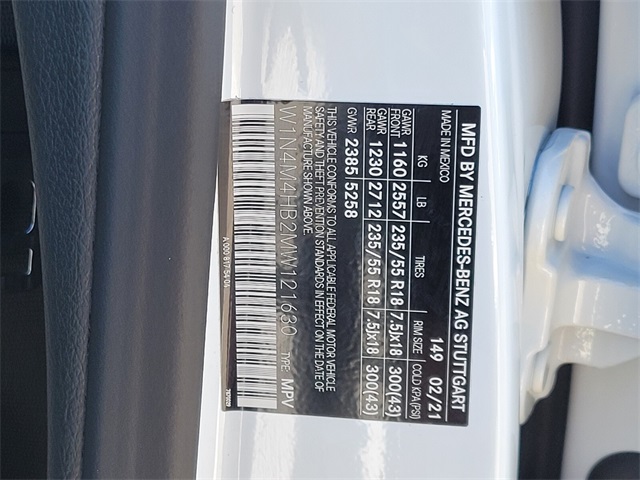 MFD BY MERCEDES-BENZ AG STUTTGART
MADE IN MEXICO 149 02/21
KG LB TIRES RIM SIZE COLD KPA(PSI)
GAWR FRONT 1160 2557 235/55 R18 7.5Jx18 300(43)
GAWR REAR 1230 2712 235/55 R18 7.5Jx18 300(43)
GVWR 2385 5258
THIS VEHICLE CONFORMS TO ALL APPLICABLE FEDERAL MOTOR VEHICLE
SAFETY AND THEFT PREVENTION STANDARDS IN EFFECT ON THE DATE OF
MANUFACTURE SHOWN ABOVE.
W1N4M4HB2MW121630 TYPE: MPV